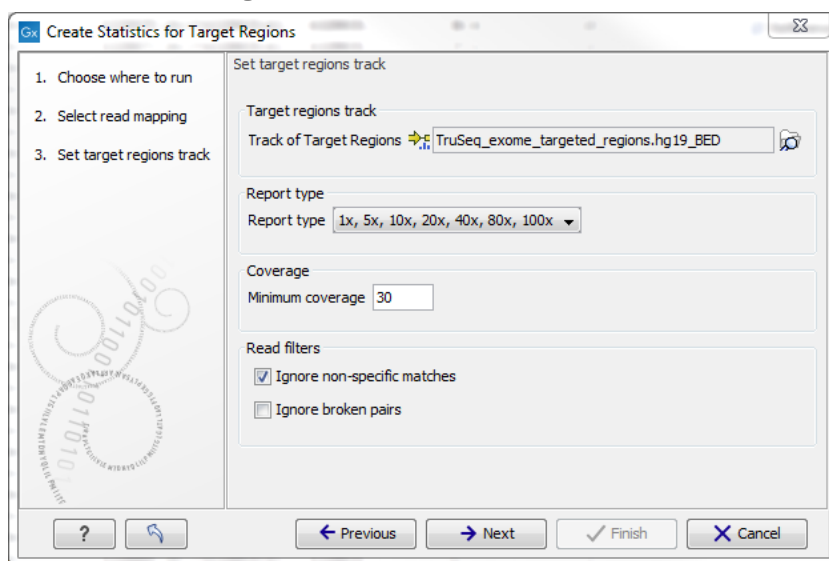 Gx Create Statistics for Target Regions
1. Choose where to run
2. Select read mapping
3. Set target regions track
Set target regions track
Target regions track
Track of Target Regions TruSeq_exome_targeted_regions.hg19_BED
Report type
Report type 1x, 5x, 10x, 20x, 40x, 80x, 100x
Coverage
Minimum coverage 30
Read filters
Ignore non-specific matches
Ignore broken pairs
? Previous Next Finish Cancel